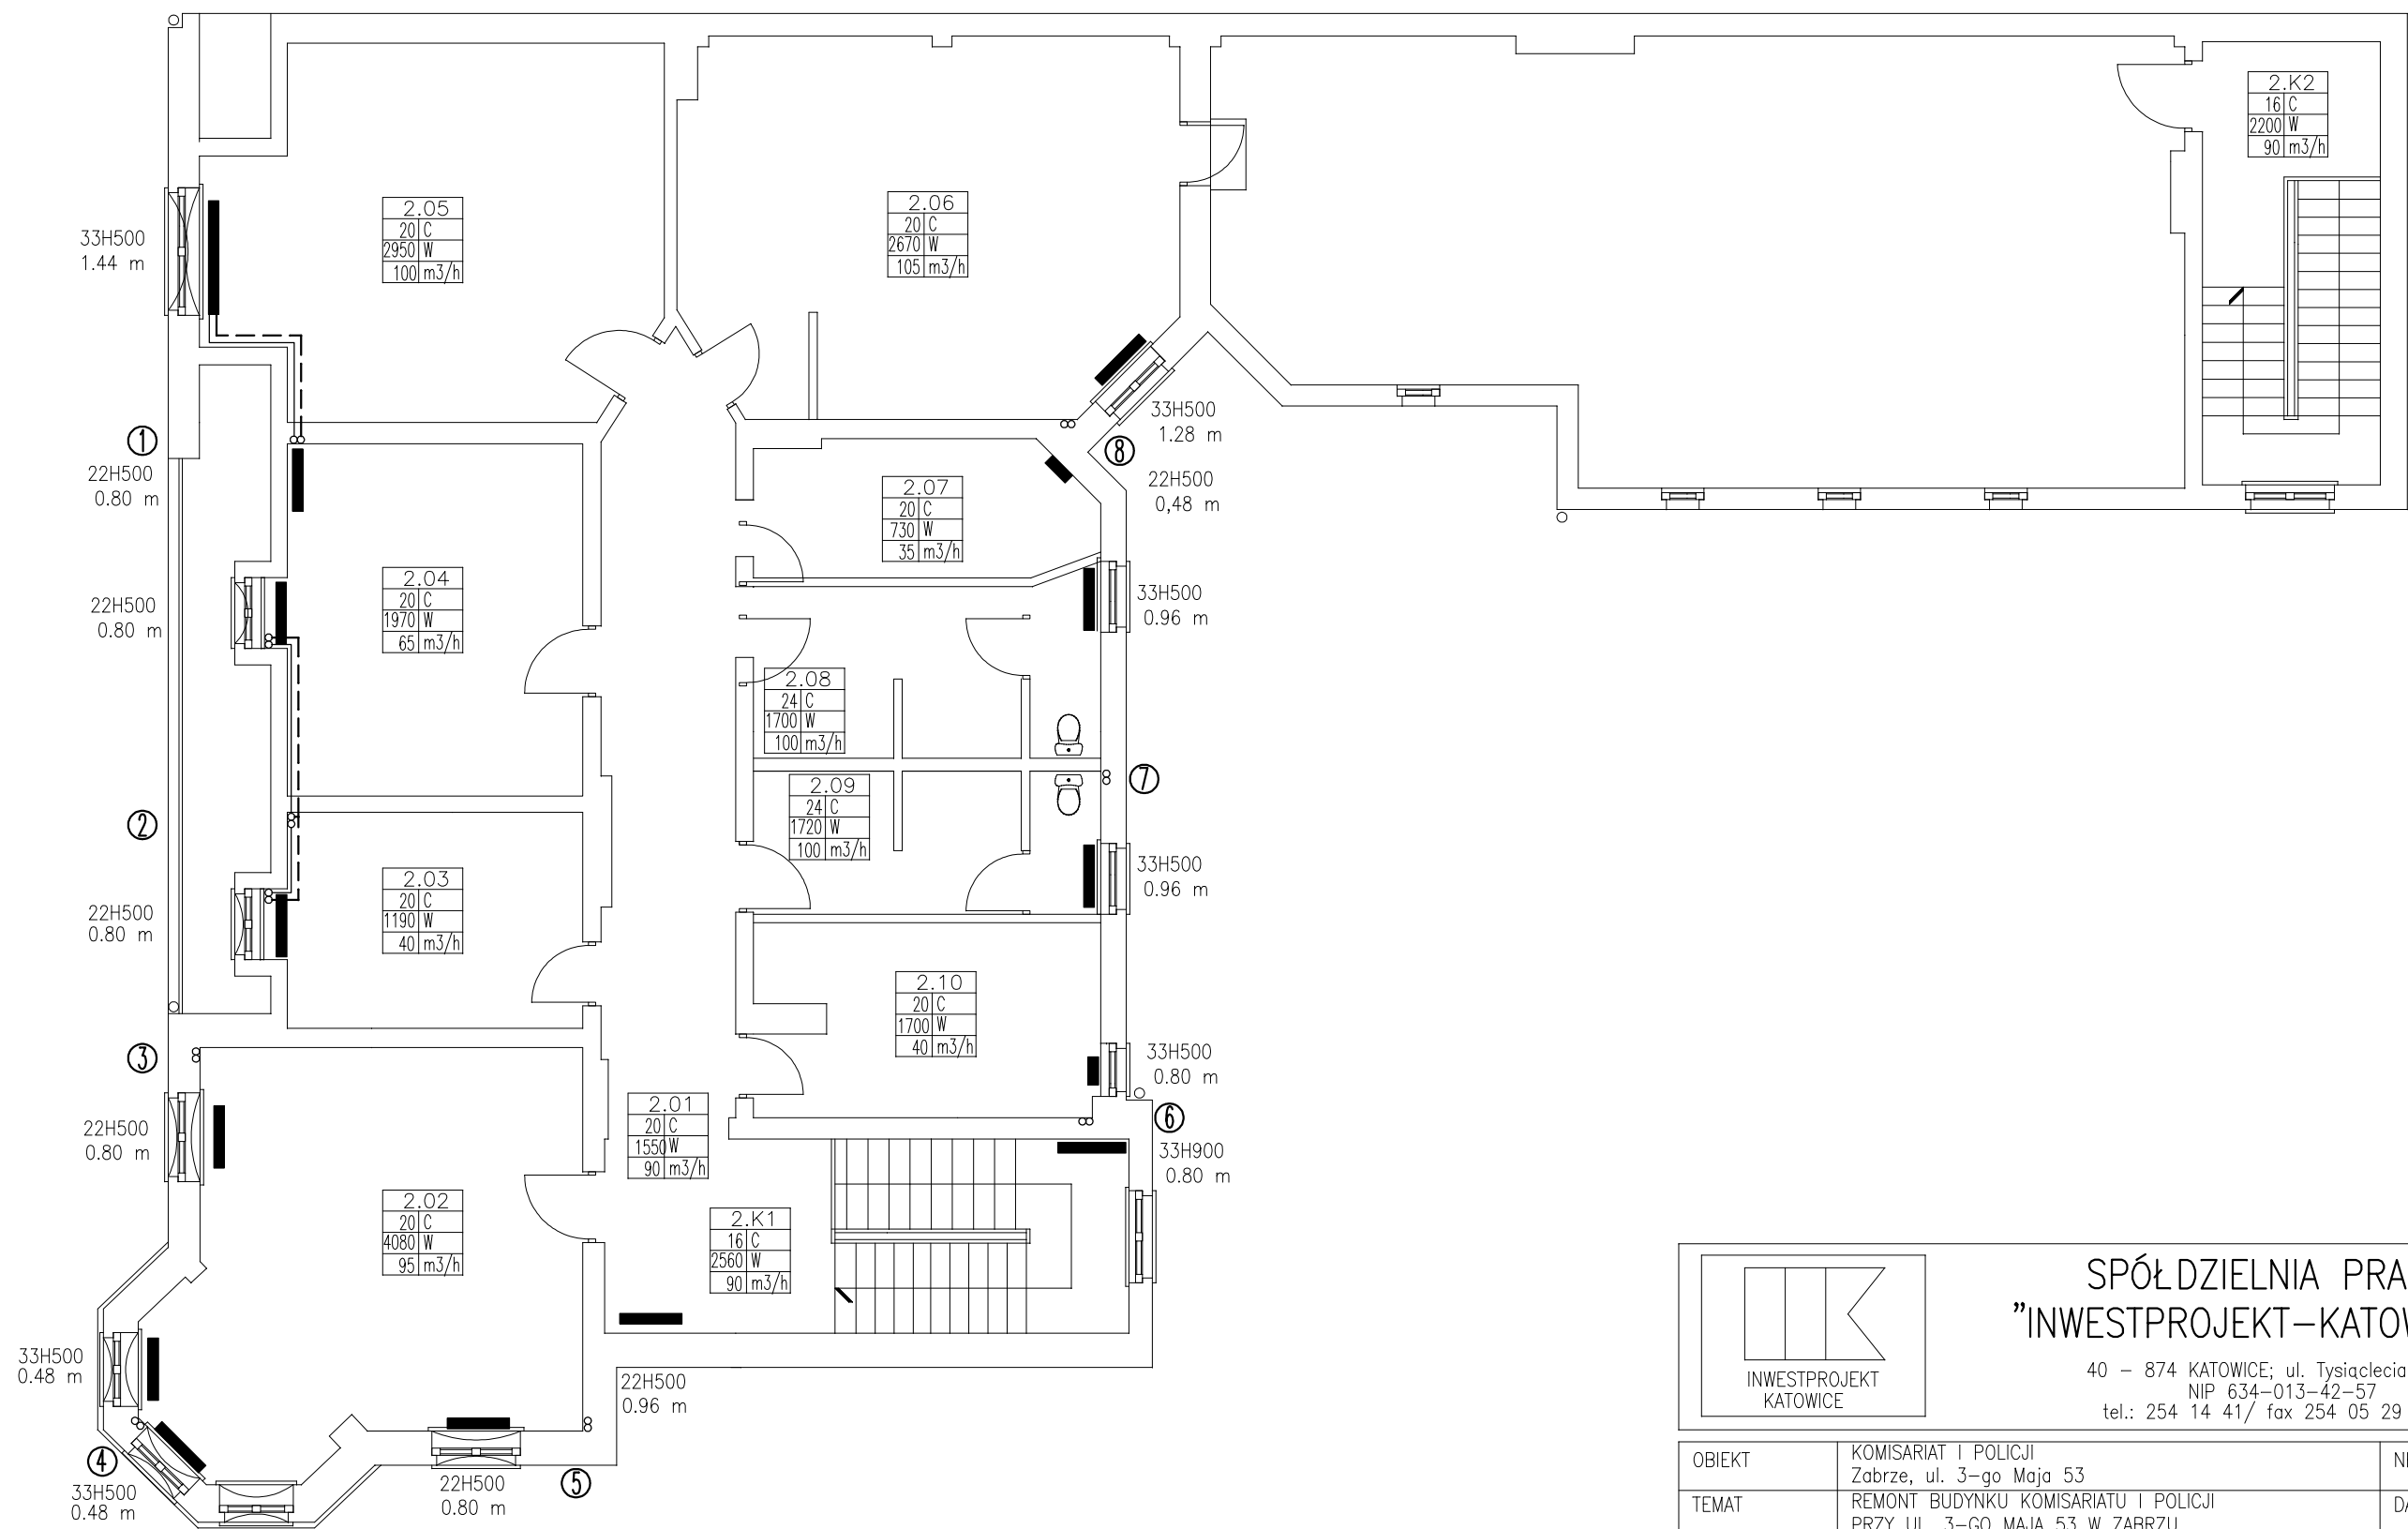 2.K2
16 C
2200 W
90 m3/h
2.05
20 C
2950 W
100 m3/h
2.06
20 C
2670 W
105 m3/h
33H500
1.44 m
33H500
1.28 m
1
8
22H500
0.80 m
22H500
0,48 m
2.07
20 C
730 W
35 m3/h
2.04
20 C
1970 W
65 m3/h
22H500
0.80 m
33H500
0.96 m
2.08
24 C
1700 W
100 m3/h
7
2.09
24 C
1720 W
100 m3/h
2
2.03
20 C
1190 W
40 m3/h
33H500
0.96 m
22H500
0.80 m
2.10
20 C
1700 W
40 m3/h
3
33H500
0.80 m
2.01
20 C
1550 W
90 m3/h
6
22H500
0.80 m
33H900
0.80 m
2.02
20 C
4080 W
95 m3/h
2.K1
16 C
2560 W
90 m3/h
33H500
0.48 m
22H500
0.96 m
4
33H500
0.48 m
22H500
0.80 m
5
INWESTPROJEKT
KATOWICE
SPÓŁDZIELNIA PRA
"INWESTPROJEKT-KATOW
40 - 874 KATOWICE; ul. Tysiąclecia
NIP 634-013-42-57
tel.: 254 14 41/ fax 254 05 29
OBIEKT
KOMISARIAT I POLICJI
Zabrze, ul. 3-go Maja 53
TEMAT
REMONT BUDYNKU KOMISARIATU I POLICJI
PRZY UL. 3-GO MAJA 53 W ZABRZU